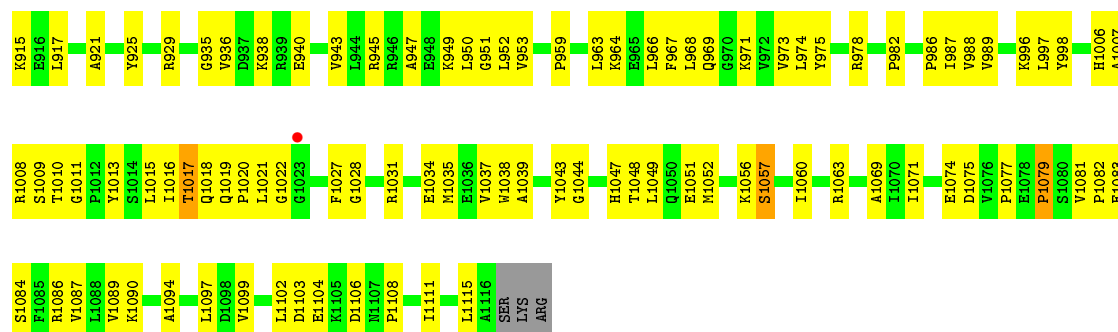 K915 E916 L917 A921 Y925 R929 G935 V936 D937 K938 R939 E940 V943 L944 R945 R946 A947 E948 K949 L950 G951 L952 V953 P959 L963 K964 E965 L966 F967 L968 Q969 G970 K971 V972 V973 L974 Y975 R978 P982 P986 I987 V988 V989 K996 L997 Y998 H1006 A1007
R1008 S1009 T1010 G1011 P1012 Y1013 S1014 L1015 I1016 T1017 Q1018 Q1019 P1020 L1021 G1022 G1023 F1027 G1028 R1031 E1034 M1035 E1036 V1037 W1038 A1039 Y1043 G1044 H1047 T1048 L1049 Q1050 E1051 M1052 K1056 S1057 I1060 R1063 A1069 I1070 I1071 E1074 D1075 V1076 P1077 E1078 P1079 S1080 V1081 P1082 E1083
S1084 F1085 R1086 V1087 L1088 V1089 K1090 A1094 L1097 D1098 V1099 L1102 D1103 E1104 K1105 D1106 N1107 P1108 I1111 L1115 A1116 SER LYS ARG